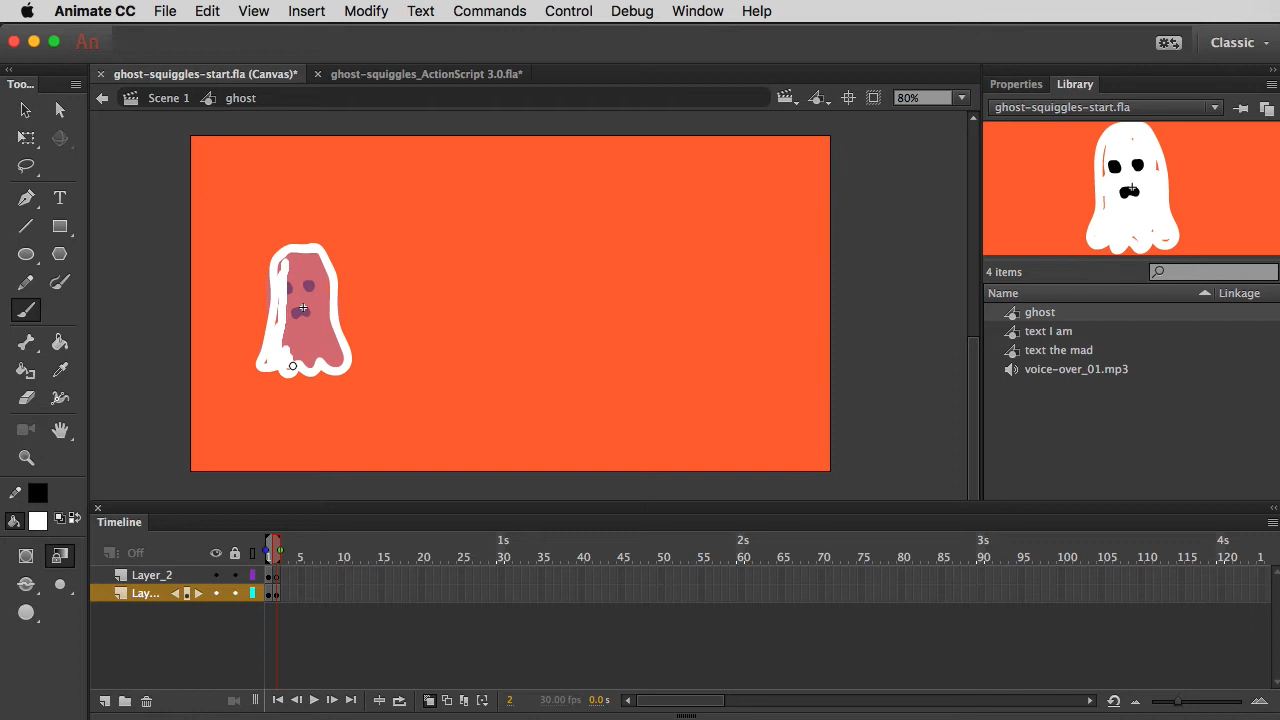 Animate CC File Edit View Insert Modify Text Commands Control Debug Window Help
An Classic
ghost-squiggles-start.fla (Canvas)* ghost-squiggles_ActionScript 3.0.fla*
Too... Properties Library
Scene 1 ghost 80%
ghost-squiggles-start.fla
4 items
Name Linkage
ghost
text I am
text the mad
voice-over_01.mp3
Timeline
1s 2s 3s 4s
Off 1 5 10 15 20 25 30 35 40 45 50 55 60 65 70 75 80 85 90 95 100 105 110 115 120 1
Layer_2
Lay...
2 30.00 fps 0.0 s